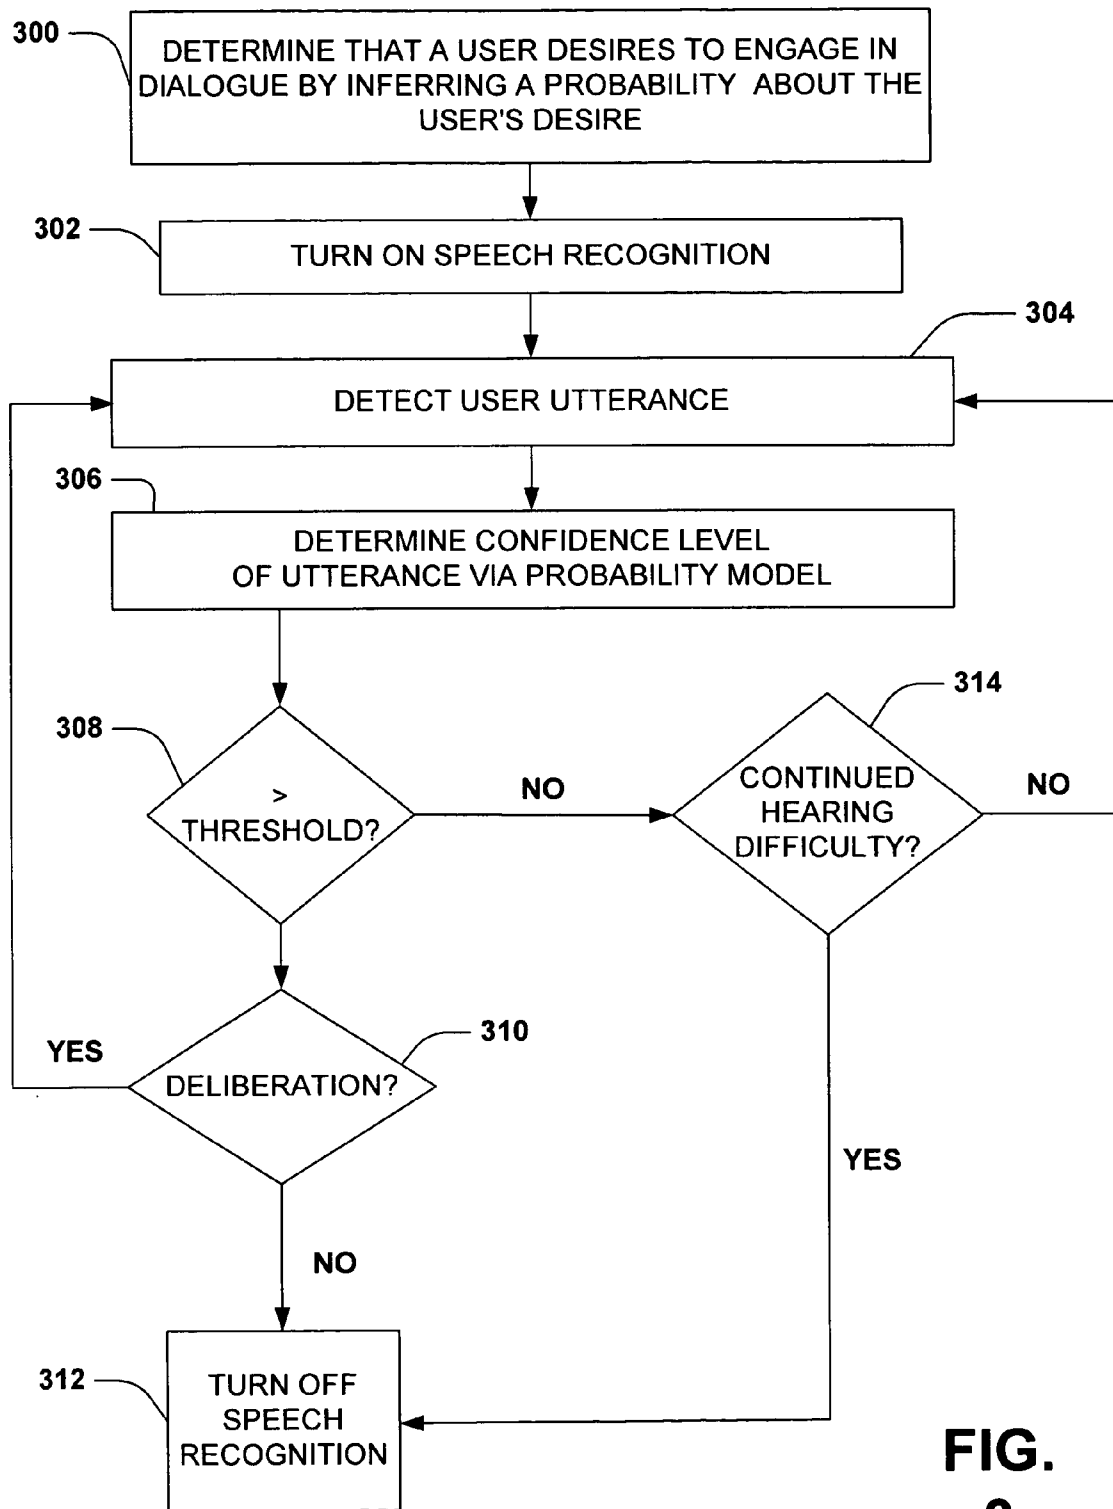 300
DETERMINE THAT A USER DESIRES TO ENGAGE IN
DIALOGUE BY INFERRING A PROBABILITY ABOUT THE
USER'S DESIRE
302
TURN ON SPEECH RECOGNITION
304
DETECT USER UTTERANCE
306
DETERMINE CONFIDENCE LEVEL
OF UTTERANCE VIA PROBABILITY MODEL
308
>
THRESHOLD?
NO
314
CONTINUED
HEARING
DIFFICULTY?
NO
310
DELIBERATION?
YES
YES
NO
312
TURN OFF
SPEECH
RECOGNITION
FIG.